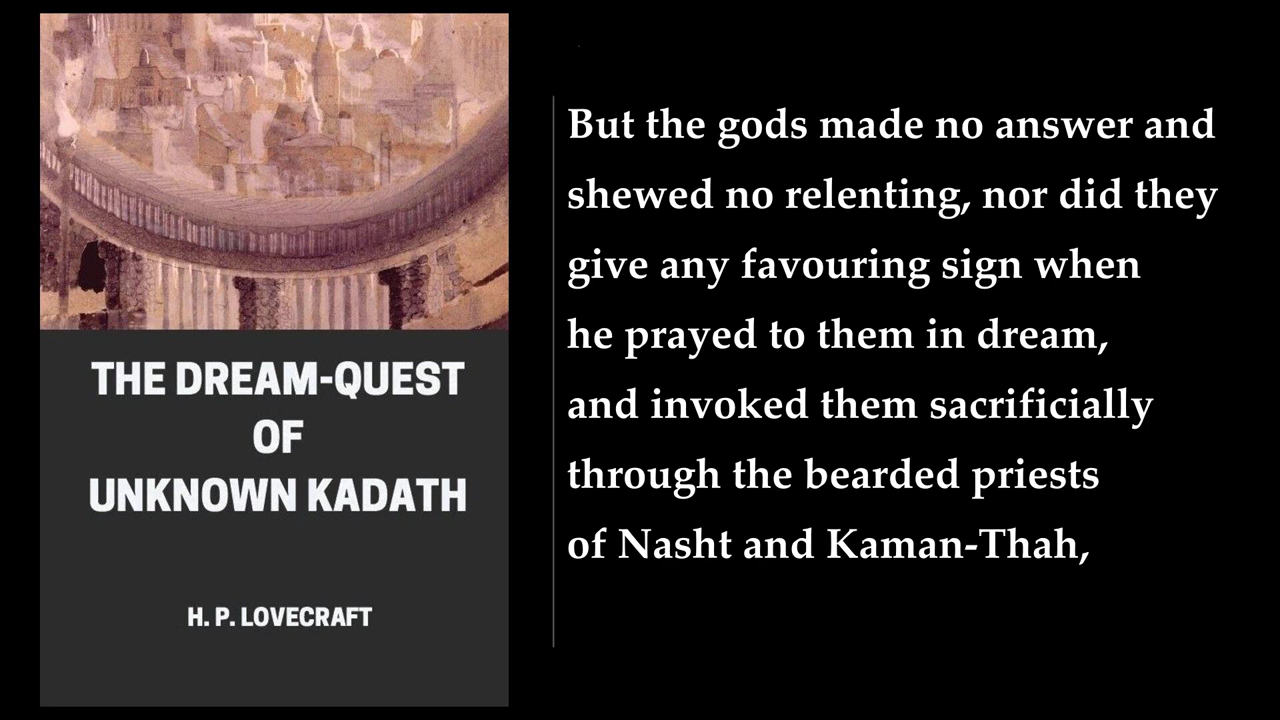 THE DREAM-QUEST
OF
UNKNOWN KADATH
H. P. LOVECRAFT
But the gods made no answer and
shewed no relenting, nor did they
give any favouring sign when
he prayed to them in dream,
and invoked them sacrificially
through the bearded priests
of Nasht and Kaman-Thah,